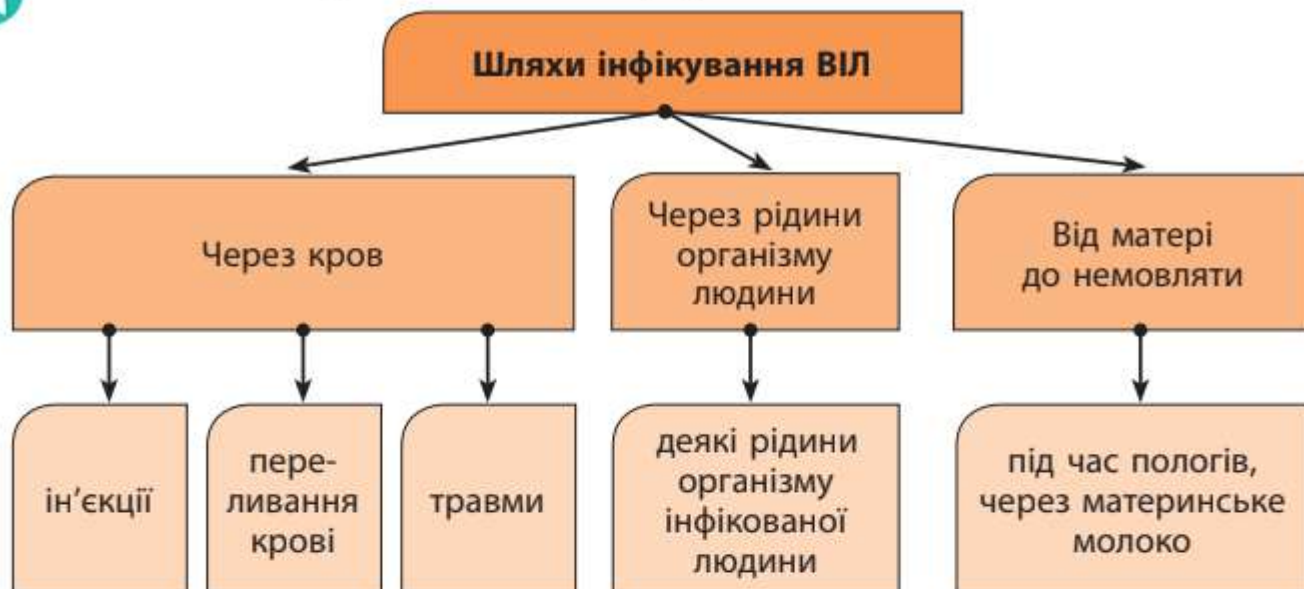 Шляхи інфікування ВІЛ
Через кров
Через рідини
організму
людини
Від матері
до немовляти
ін’єкції
пере-
ливання
крові
травми
деякі рідини
організму
інфікованої
людини
під час пологів,
через материнське
молоко